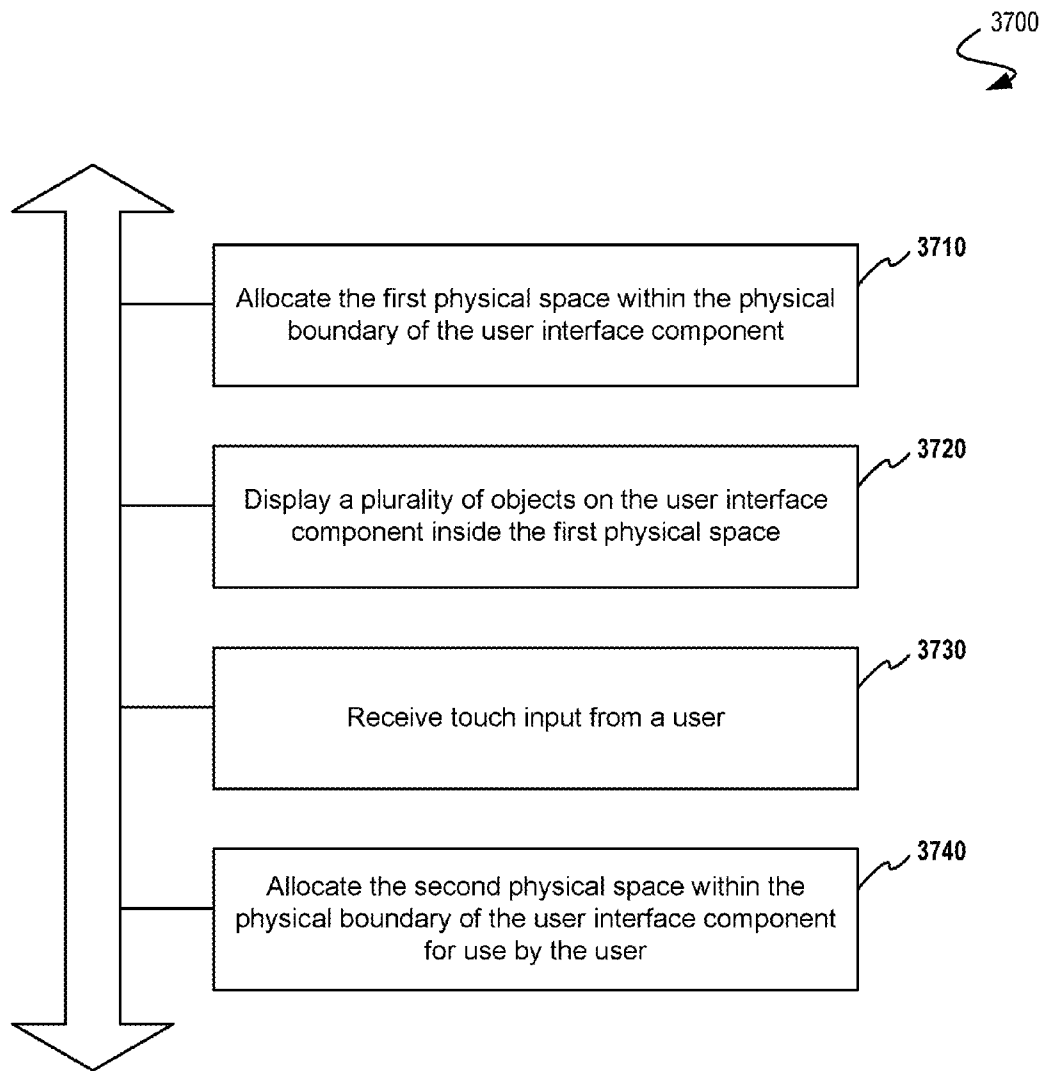 3700
3710
Allocate the first physical space within the physical
boundary of the user interface component
3720
Display a plurality of objects on the user interface
component inside the first physical space
3730
Receive touch input from a user
3740
Allocate the second physical space within the
physical boundary of the user interface component
for use by the user